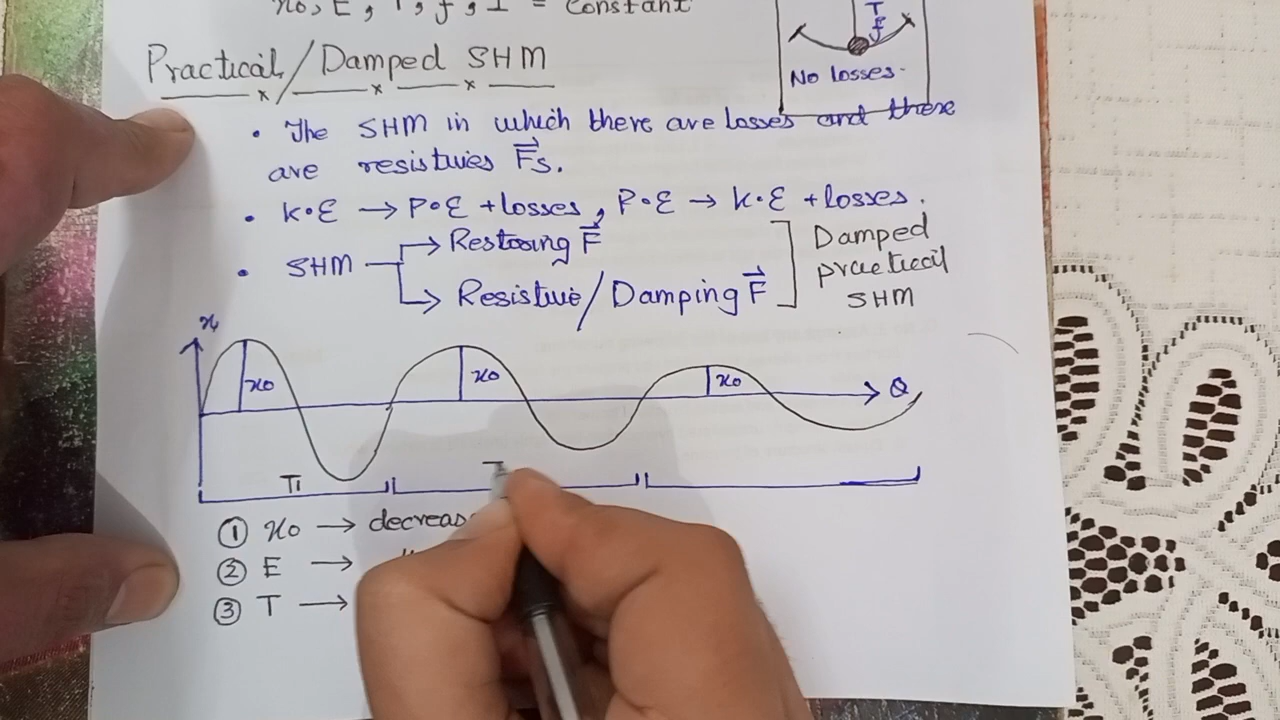 x₀, E, T, f, I = Constant
T
f
No losses.
Practical/Damped SHM
• The SHM in which there are losses and there
are resistives F⃗s.
• K.E → P.E + losses, P.E → K.E + losses.
• SHM → Restoring F⃗
→ Resistive/Damping F⃗
Damped
practical
SHM
x
x₀ x₀ x₀ θ
T₁ T
① x₀ → decreas
② E → "
③ T →